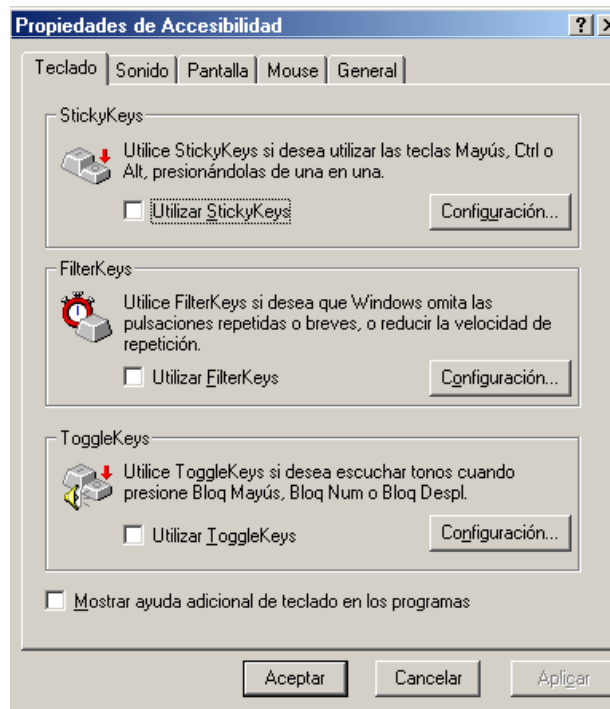 Propiedades de Accesibilidad
Teclado Sonido Pantalla Mouse General
StickyKeys
Utilice StickyKeys si desea utilizar las teclas Mayús, Ctrl o
Alt, presionándolas de una en una.
Utilizar StickyKeys Configuración...
FilterKeys
Utilice FilterKeys si desea que Windows omita las
pulsaciones repetidas o breves, o reducir la velocidad de
repetición.
Utilizar FilterKeys Configuración...
ToggleKeys
Utilice ToggleKeys si desea escuchar tonos cuando
presione Bloq Mayús, Bloq Num o Bloq Despl.
Utilizar ToggleKeys Configuración...
Mostrar ayuda adicional de teclado en los programas
Aceptar Cancelar Aplicar